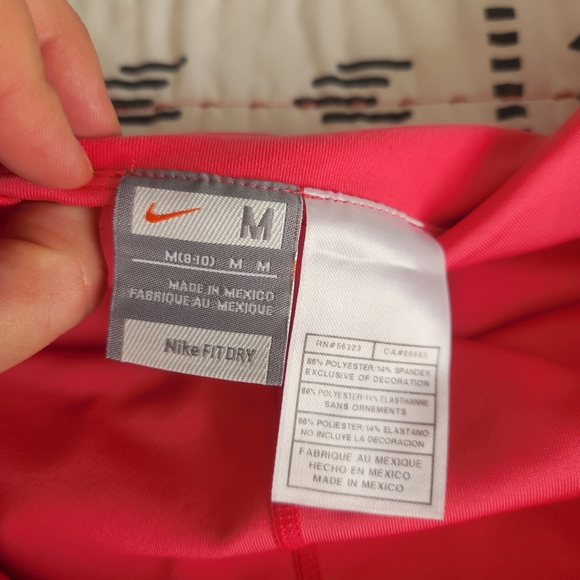 M
M(8-10) M M
MADE IN MEXICO
FABRIQUE AU MEXIQUE
Nike FIT DRY
RN#56323 CA#05553
86% POLYESTER/14% SPANDEX
EXCLUSIVE OF DECORATION
86% POLYESTER/14% ELASTHANNE
SANS ORNEMENTS
86% POLIESTER/14% ELASTANO
NO INCLUYE LA DECORACION
FABRIQUE AU MEXIQUE
HECHO EN MEXICO
MADE IN MEXICO